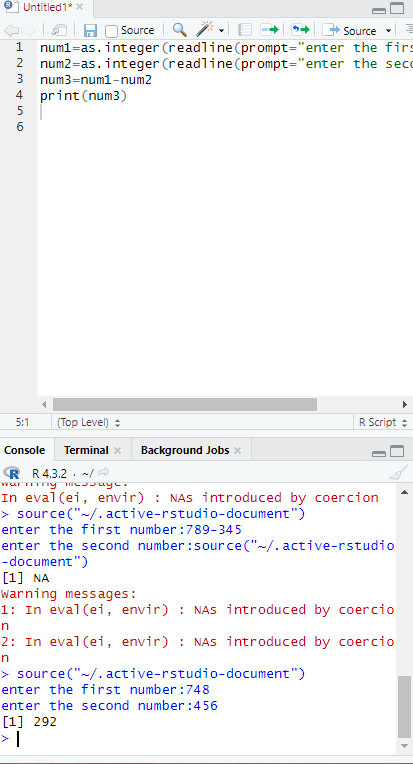 Untitled1*
Source
Source
1 num1=as.integer(readline(prompt="enter the firs
2 num2=as.integer(readline(prompt="enter the seco
3 num3=num1-num2
4 print(num3)
5
6
5:1 (Top Level) R Script
Console Terminal Background Jobs
R 4.3.2 · ~/
Warning message:
In eval(ei, envir) : NAs introduced by coercion
> source("~/.active-rstudio-document")
enter the first number:789-345
enter the second number:source("~/.active-rstudio
-document")
[1] NA
Warning messages:
1: In eval(ei, envir) : NAs introduced by coercio
n
2: In eval(ei, envir) : NAs introduced by coercio
n
> source("~/.active-rstudio-document")
enter the first number:748
enter the second number:456
[1] 292
>